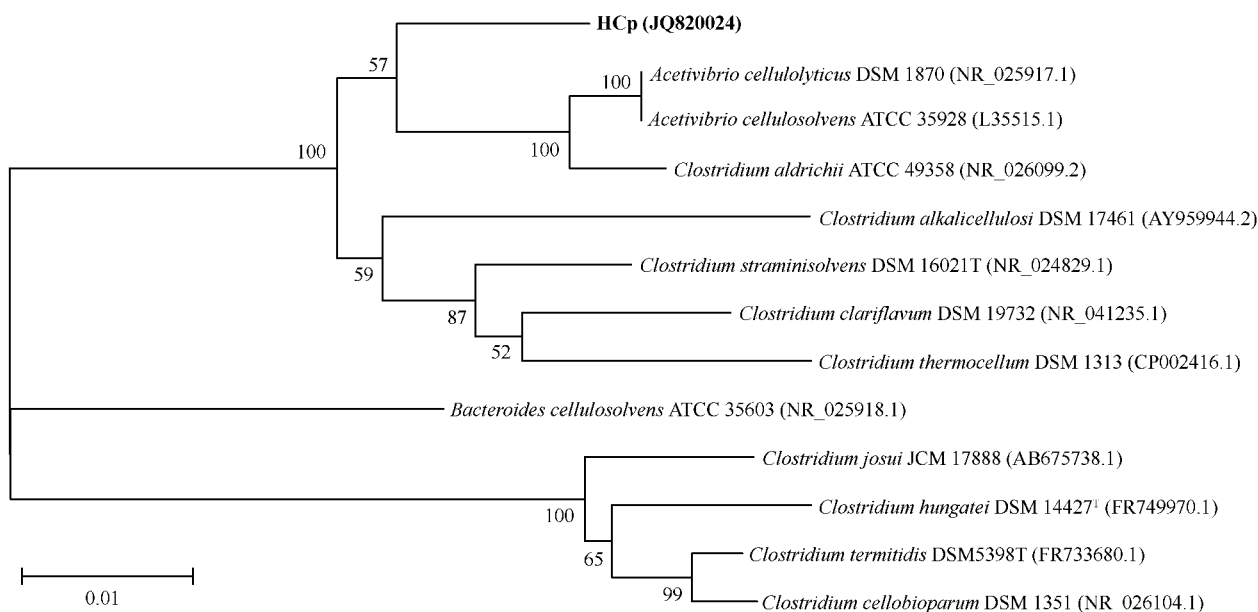 HCp (JQ820024)
57
Acetivibrio cellulolyticus DSM 1870 (NR_025917.1)
100
Acetivibrio cellulosolvens ATCC 35928 (L35515.1)
100
100
Clostridium aldrichii ATCC 49358 (NR_026099.2)
Clostridium alkalicellulosi DSM 17461 (AY959944.2)
59
Clostridium straminisolvens DSM 16021T (NR_024829.1)
87
Clostridium clariflavum DSM 19732 (NR_041235.1)
52
Clostridium thermocellum DSM 1313 (CP002416.1)
Bacteroides cellulosolvens ATCC 35603 (NR_025918.1)
Clostridium josui JCM 17888 (AB675738.1)
100
Clostridium hungatei DSM 14427ᵀ (FR749970.1)
65
Clostridium termitidis DSM5398T (FR733680.1)
99
Clostridium cellobioparum DSM 1351 (NR_026104.1)
0.01